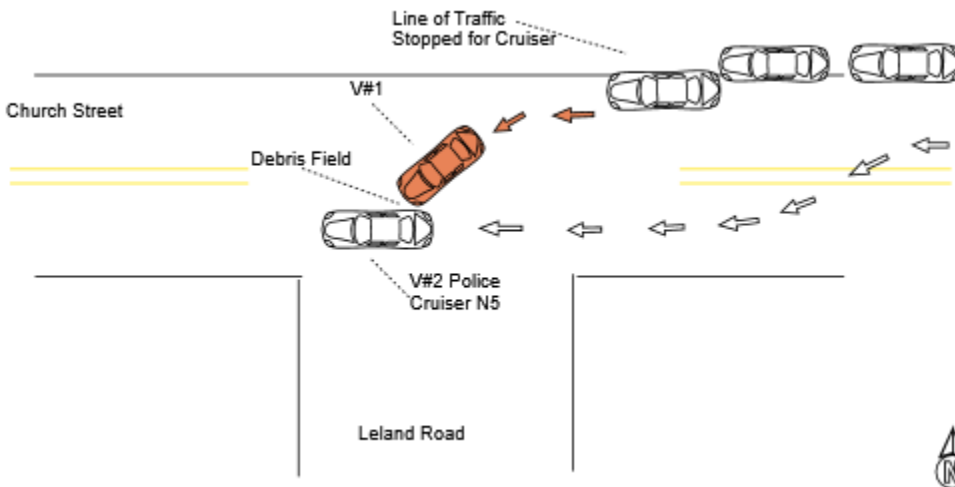 Line of Traffic
Stopped for Cruiser
V#1
Church Street
Debris Field
V#2 Police
Cruiser N5
Leland Road
N